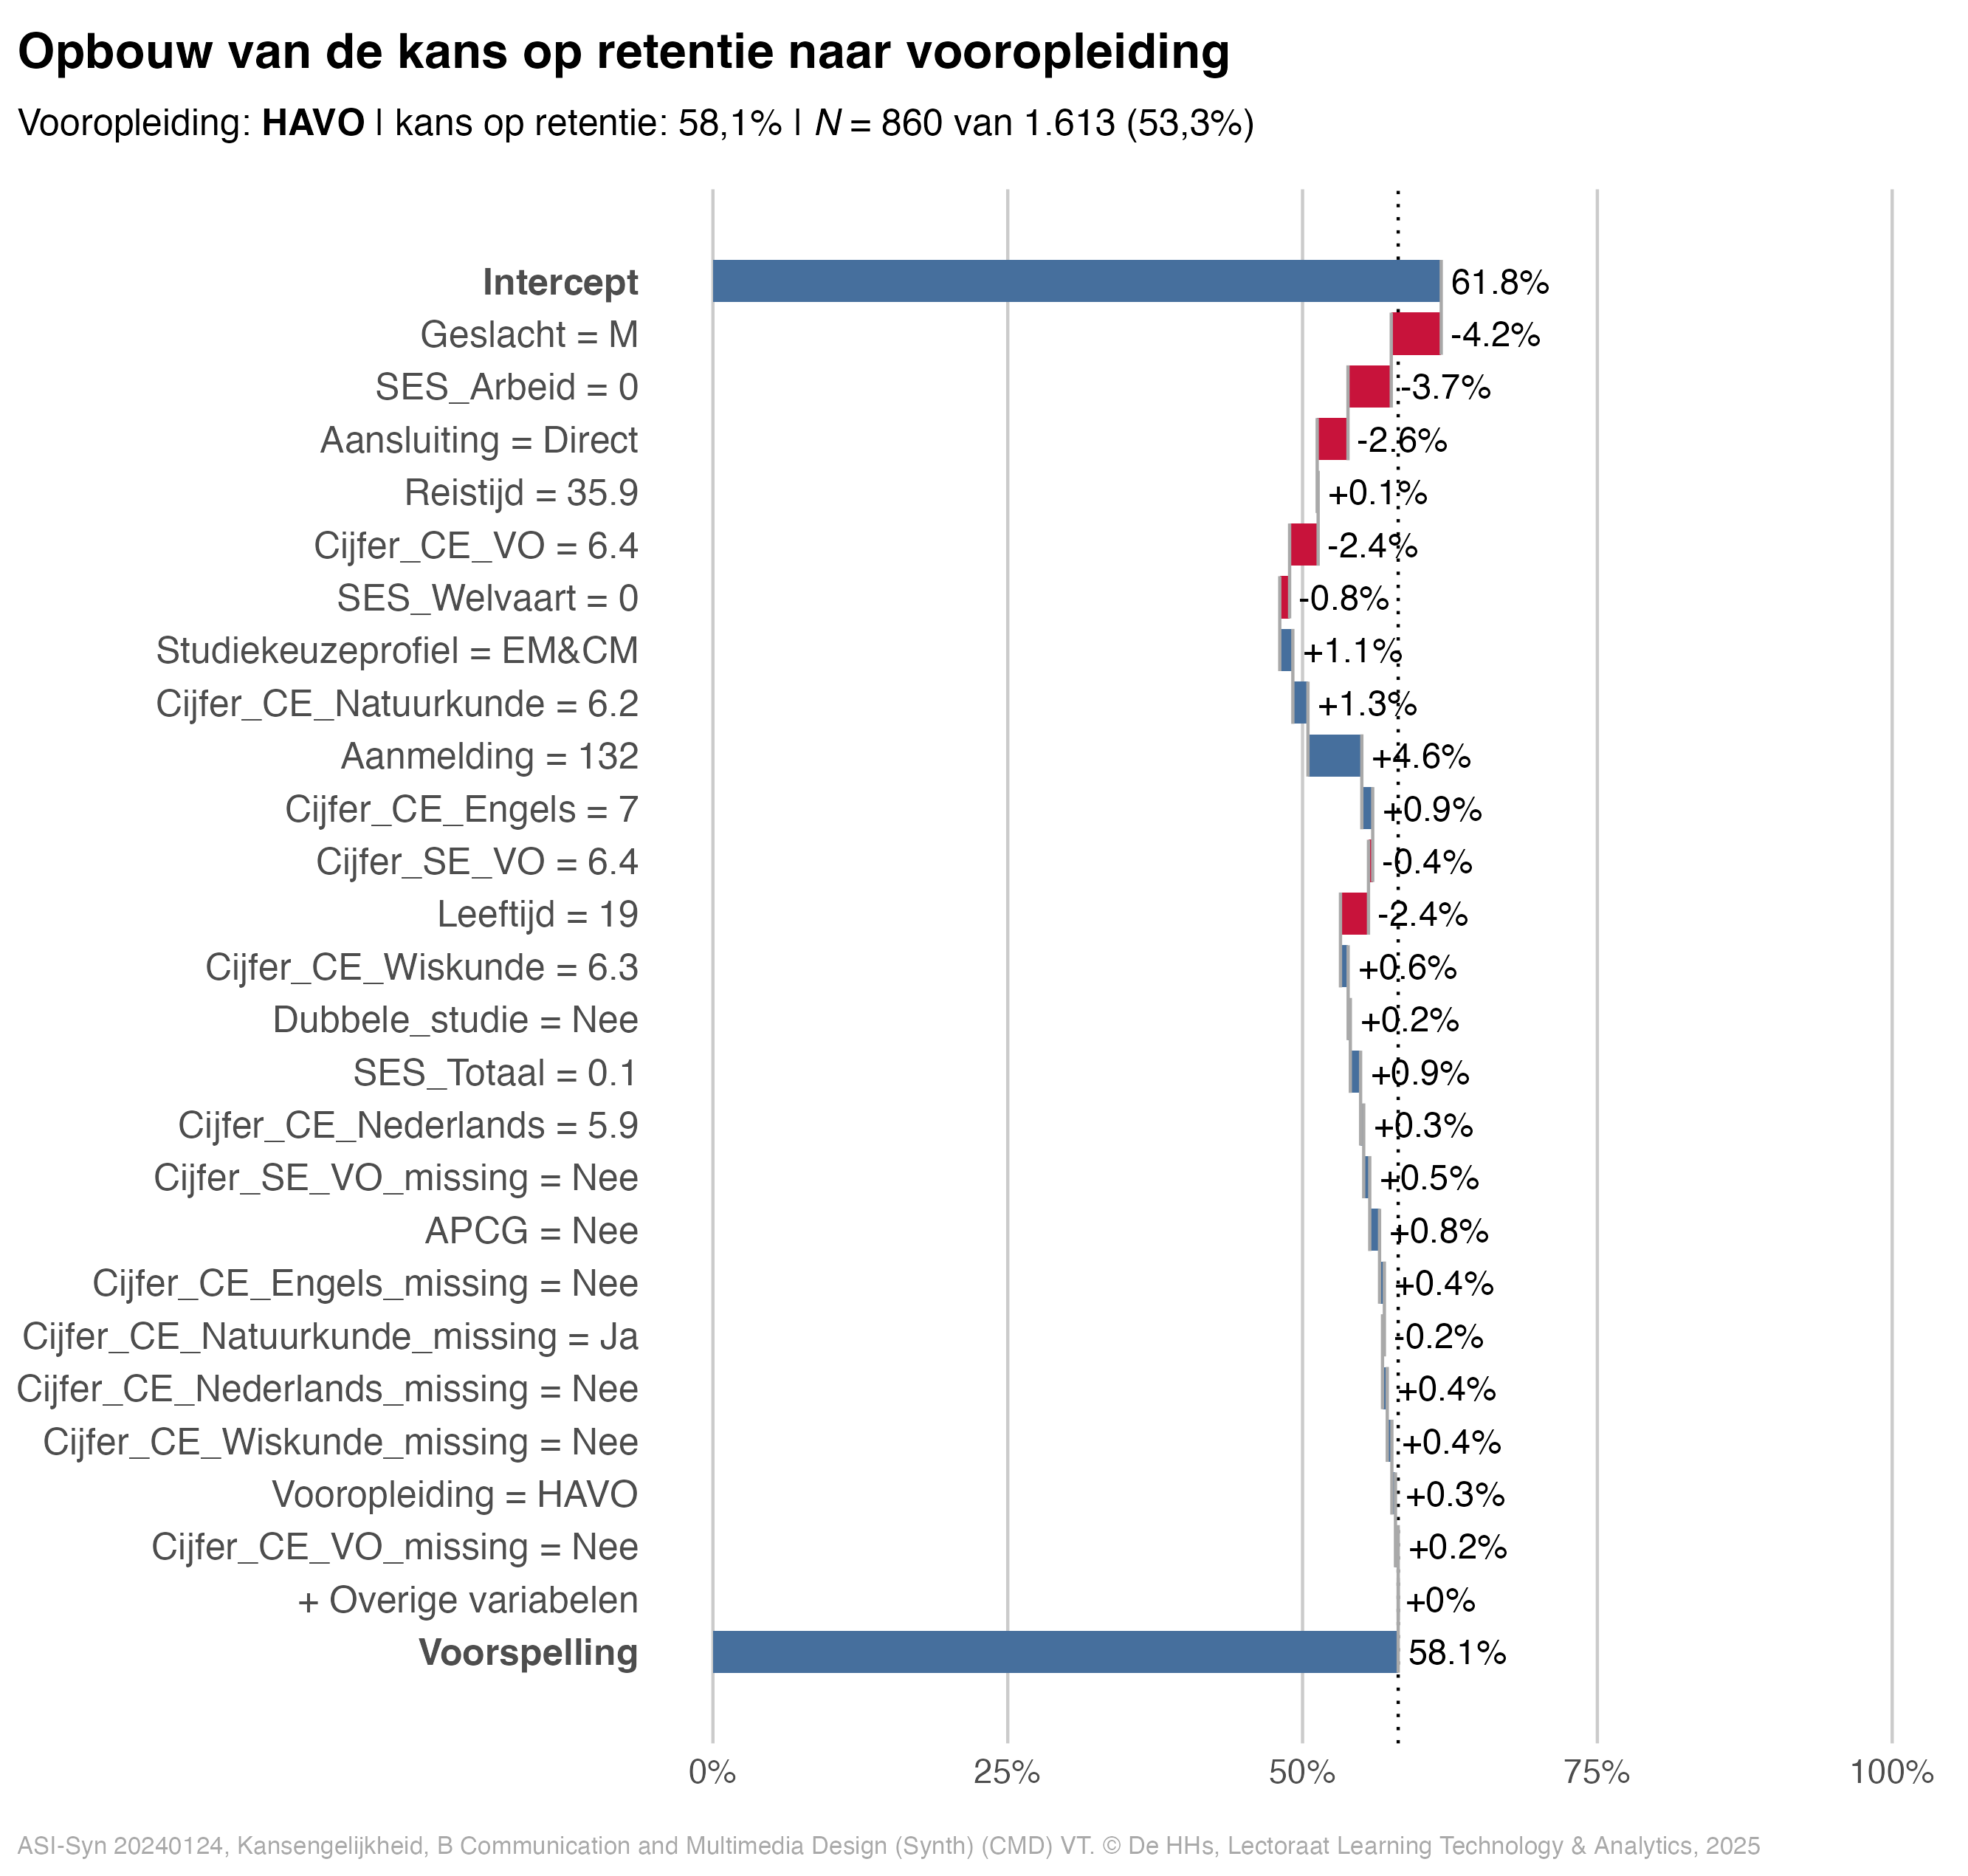 Opbouw van de kans op retentie naar vooropleiding
Vooropleiding: HAVO | kans op retentie: 58,1% | N = 860 van 1.613 (53,3%)
Intercept 61.8%
Geslacht = M -4.2%
SES_Arbeid = 0 -3.7%
Aansluiting = Direct -2.6%
Reistijd = 35.9 +0.1%
Cijfer_CE_VO = 6.4 -2.4%
SES_Welvaart = 0 -0.8%
Studiekeuzeprofiel = EM&CM +1.1%
Cijfer_CE_Natuurkunde = 6.2 +1.3%
Aanmelding = 132 +4.6%
Cijfer_CE_Engels = 7 +0.9%
Cijfer_SE_VO = 6.4 -0.4%
Leeftijd = 19 -2.4%
Cijfer_CE_Wiskunde = 6.3 +0.6%
Dubbele_studie = Nee +0.2%
SES_Totaal = 0.1 +0.9%
Cijfer_CE_Nederlands = 5.9 +0.3%
Cijfer_SE_VO_missing = Nee +0.5%
APCG = Nee +0.8%
Cijfer_CE_Engels_missing = Nee +0.4%
Cijfer_CE_Natuurkunde_missing = Ja -0.2%
Cijfer_CE_Nederlands_missing = Nee +0.4%
Cijfer_CE_Wiskunde_missing = Nee +0.4%
Vooropleiding = HAVO +0.3%
Cijfer_CE_VO_missing = Nee +0.2%
+ Overige variabelen +0%
Voorspelling 58.1%
0% 25% 50% 75% 100%
ASI-Syn 20240124, Kansengelijkheid, B Communication and Multimedia Design (Synth) (CMD) VT. © De HHs, Lectoraat Learning Technology & Analytics, 2025